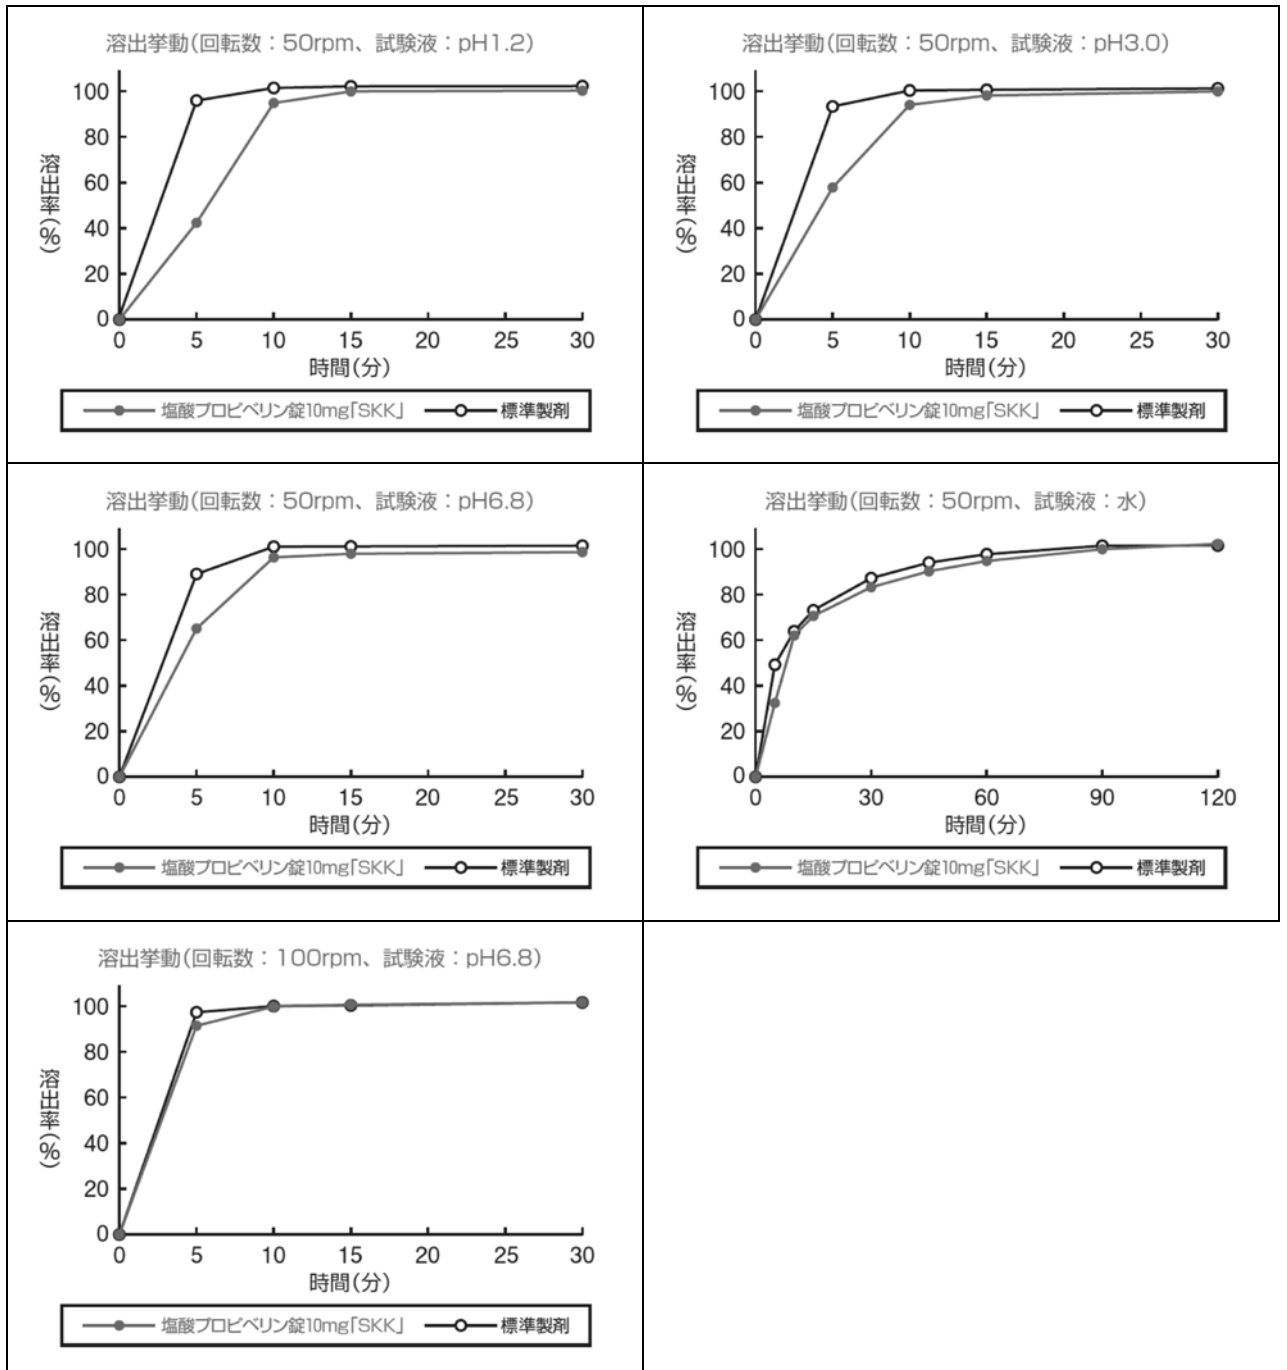 溶出挙動(回転数：50rpm、試験液：pH1.2)
100
80
60
40
20
0
溶出率(%)
0 5 10 15 20 25 30
時間(分)
塩酸プロピベリン錠10mg「SKK」 標準製剤
溶出挙動(回転数：50rpm、試験液：pH3.0)
100
80
60
40
20
0
溶出率(%)
0 5 10 15 20 25 30
時間(分)
塩酸プロピベリン錠10mg「SKK」 標準製剤
溶出挙動(回転数：50rpm、試験液：pH6.8)
100
80
60
40
20
0
溶出率(%)
0 5 10 15 20 25 30
時間(分)
塩酸プロピベリン錠10mg「SKK」 標準製剤
溶出挙動(回転数：50rpm、試験液：水)
100
80
60
40
20
0
溶出率(%)
0 30 60 90 120
時間(分)
塩酸プロピベリン錠10mg「SKK」 標準製剤
溶出挙動(回転数：100rpm、試験液：pH6.8)
100
80
60
40
20
0
溶出率(%)
0 5 10 15 20 25 30
時間(分)
塩酸プロピベリン錠10mg「SKK」 標準製剤